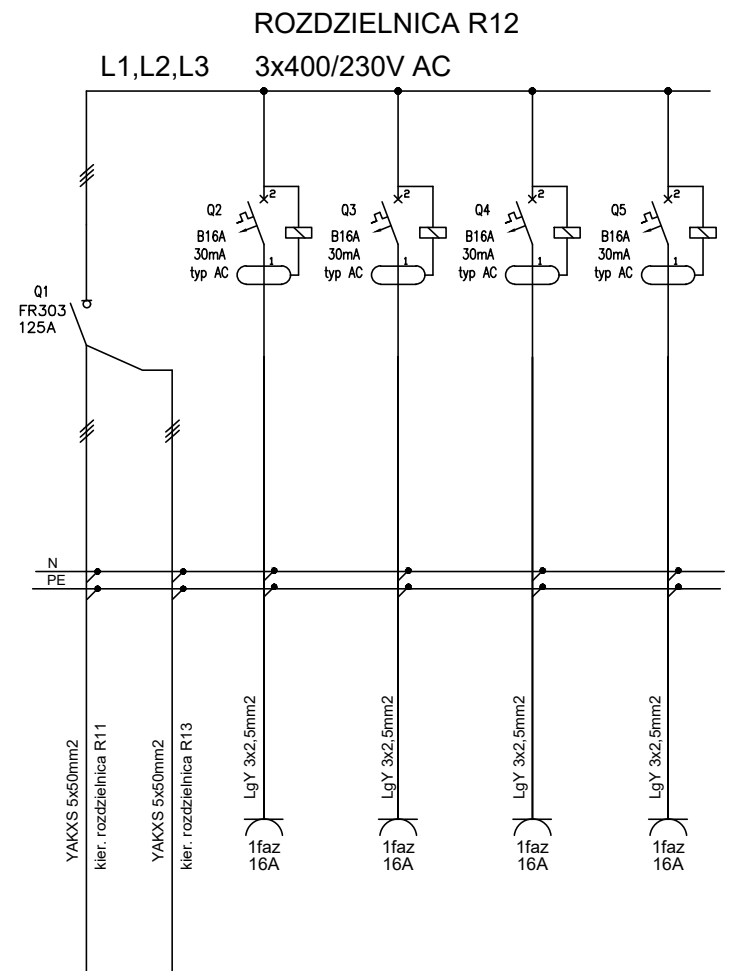 ROZDZIELNICA R12
L1,L2,L3 3x400/230V AC
Q1
FR303
125A
Q2
B16A
30mA
typ AC
2
1
Q3
B16A
30mA
typ AC
2
1
Q4
B16A
30mA
typ AC
2
1
Q5
B16A
30mA
typ AC
2
1
N
PE
YAKXS 5x50mm2
kier. rozdzielnica R11
YAKXS 5x50mm2
kier. rozdzielnica R13
LgY 3x2,5mm2
LgY 3x2,5mm2
LgY 3x2,5mm2
LgY 3x2,5mm2
1faz
16A
1faz
16A
1faz
16A
1faz
16A